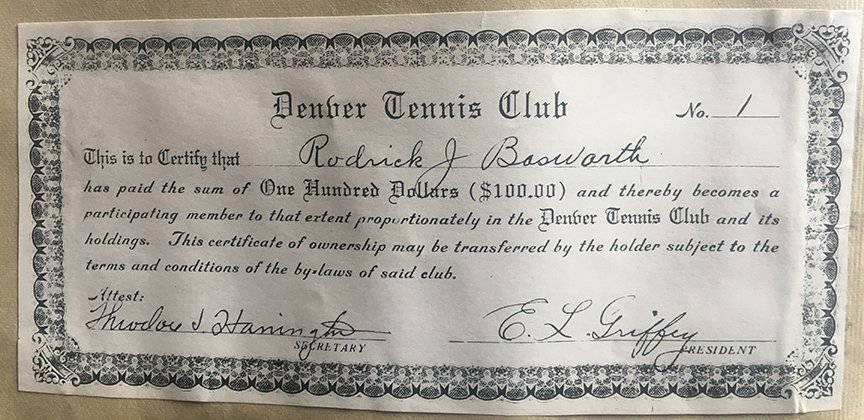 Denver Tennis Club
No. 1
This is to Certify that Rodrick J Bosworth
has paid the sum of One Hundred Dollars ($100.00) and thereby becomes a
participating member to that extent proportionately in the Denver Tennis Club and its
holdings. This certificate of ownership may be transferred by the holder subject to the
terms and conditions of the by-laws of said club.
Attest:
Theodore S. Harrington E. L. Griffey
SECRETARY PRESIDENT